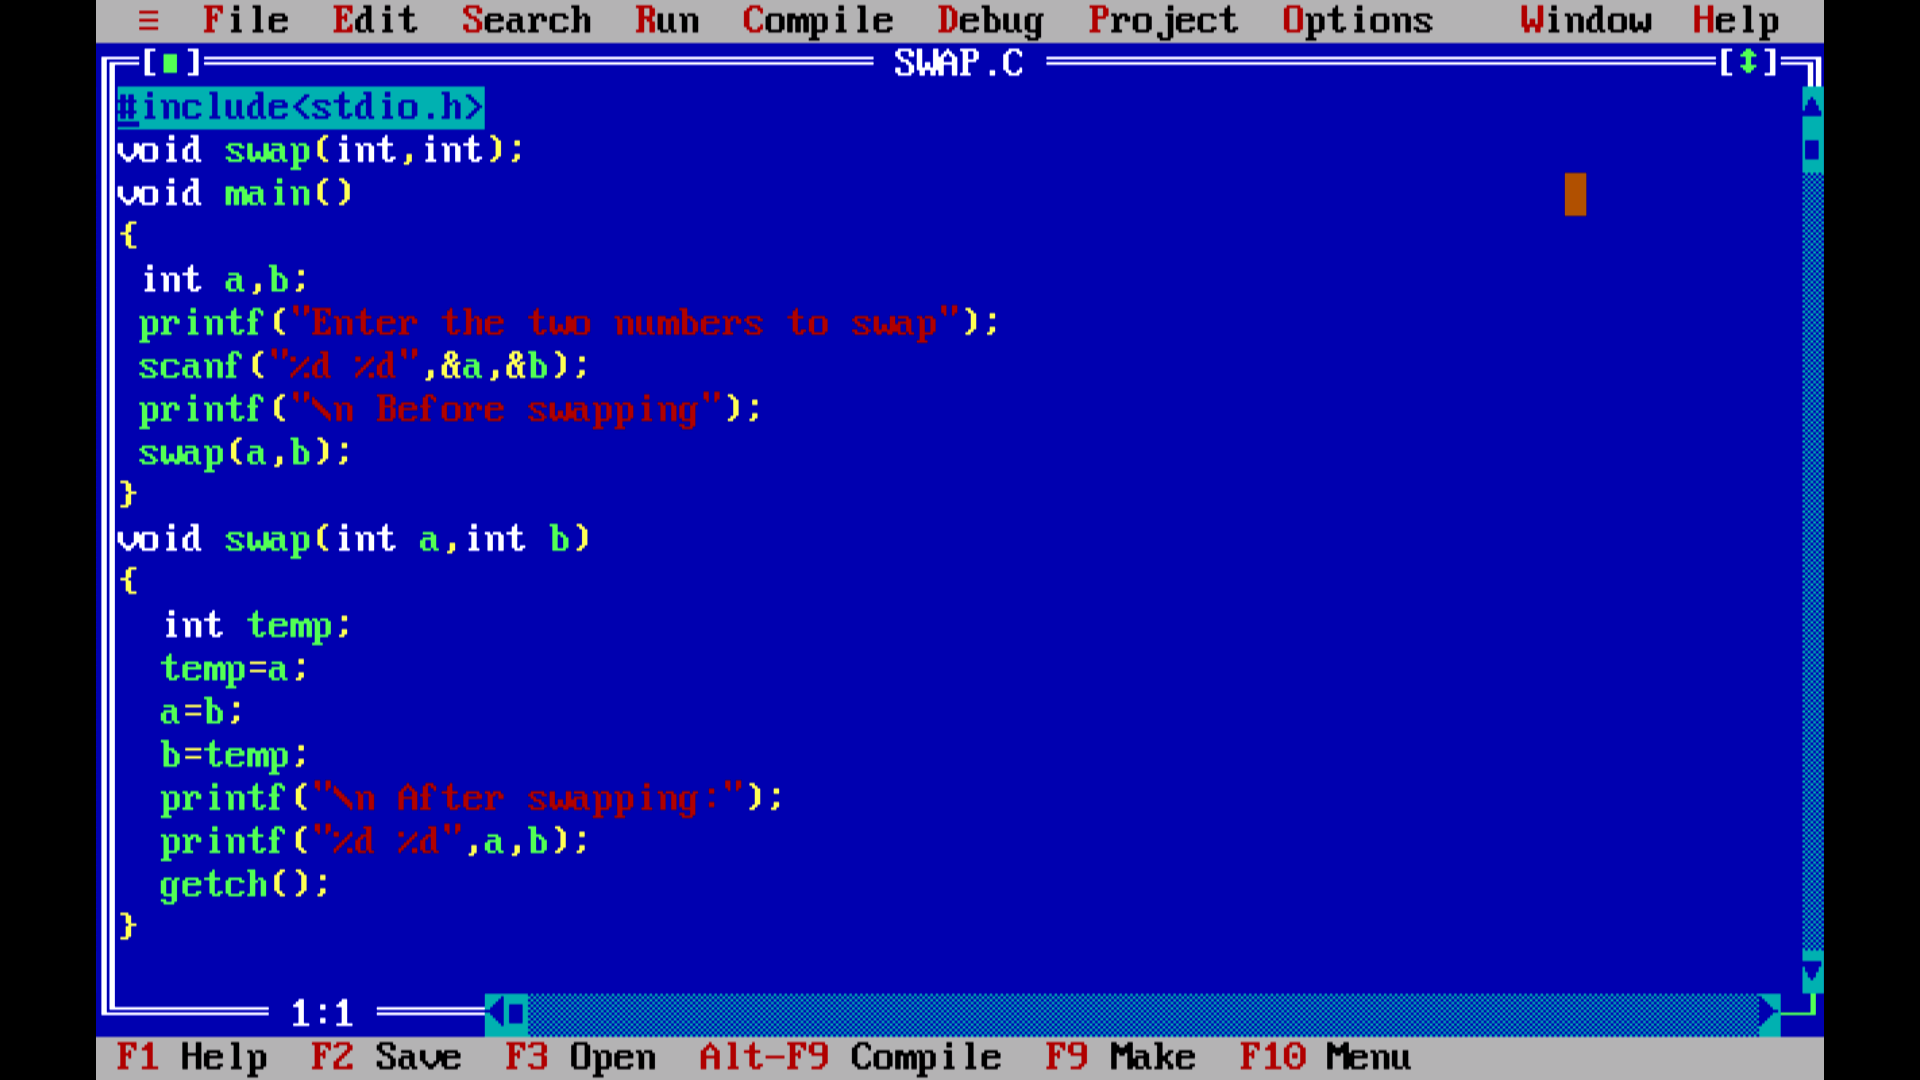 ≡ File Edit Search Run Compile Debug Project Options Window Help
[■] SWAP.C [↕]
#include<stdio.h>
void swap(int,int);
void main()
{
 int a,b;
 printf("Enter the two numbers to swap");
 scanf("%d %d",&a,&b);
 printf("\n Before swapping");
 swap(a,b);
}
void swap(int a,int b)
{
  int temp;
  temp=a;
  a=b;
  b=temp;
  printf("\n After swapping:");
  printf("%d %d",a,b);
  getch();
}
1:1
F1 Help F2 Save F3 Open Alt-F9 Compile F9 Make F10 Menu